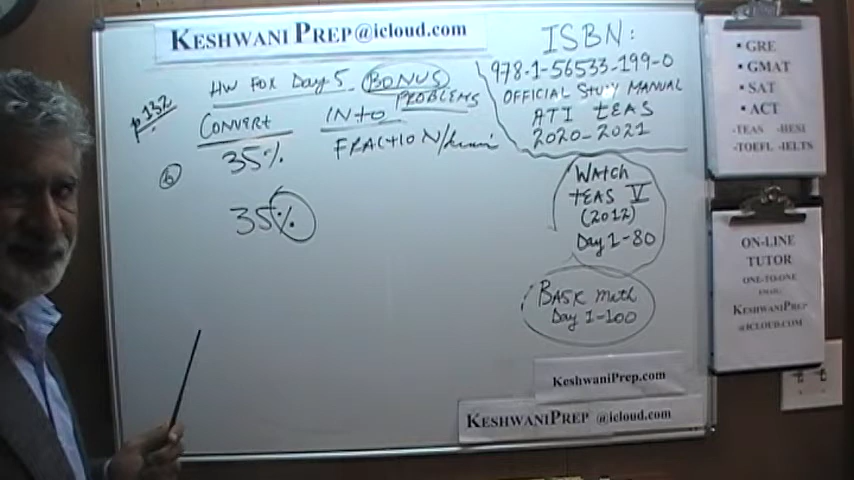 KESHWANI PREP@icloud.com
HW FOX Day 5 BONUS
PROBLEMS
p132
CONVERT INTO
35% FRACTION/
b
35%
ISBN:
978-1-56533-199-0
OFFICIAL STUDY MANUAL
ATI TEAS
2020-2021
WATCH
TEAS V
(2012)
Day 1-80
BASIC Math
Day 1-100
KeshwaniPrep.com
KESHWANIPREP @icloud.com
• GRE
• GMAT
• SAT
• ACT
-TEAS -HESI
-TOEFL -IELTS
ON-LINE
TUTOR
ONE-TO-ONE
EMAIL:
KESHWANIPREP
@ICLOUD.COM